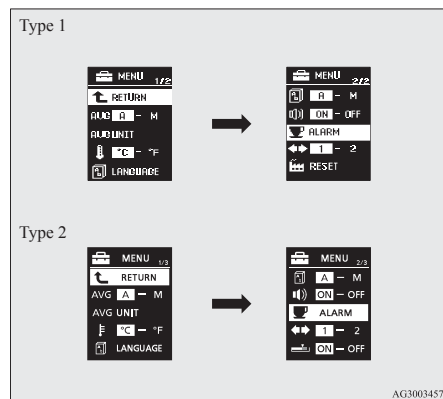 Type 1
MENU 1/2
RETURN
AVG A – M
AVG UNIT
°C – °F
LANGUAGE
MENU 2/2
A – M
ON – OFF
ALARM
1 – 2
RESET
Type 2
MENU 1/3
RETURN
AVG A – M
AVG UNIT
°C – °F
LANGUAGE
MENU 2/3
A – M
ON – OFF
ALARM
1 – 2
ON – OFF
AG3003457